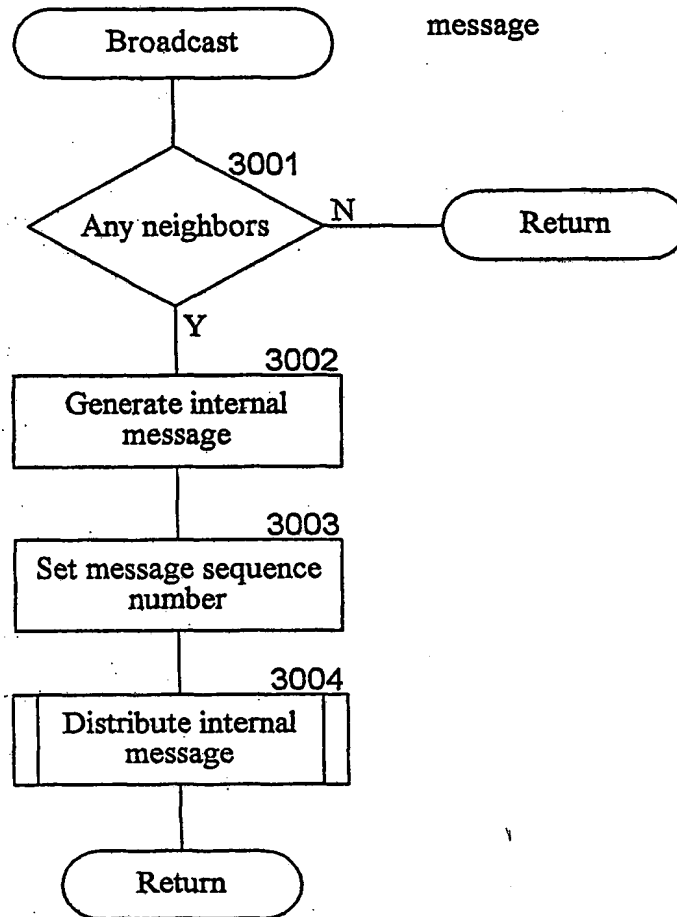 Broadcast
message
3001
Any neighbors
N
Return
Y
3002
Generate internal
message
3003
Set message sequence
number
3004
Distribute internal
message
Return